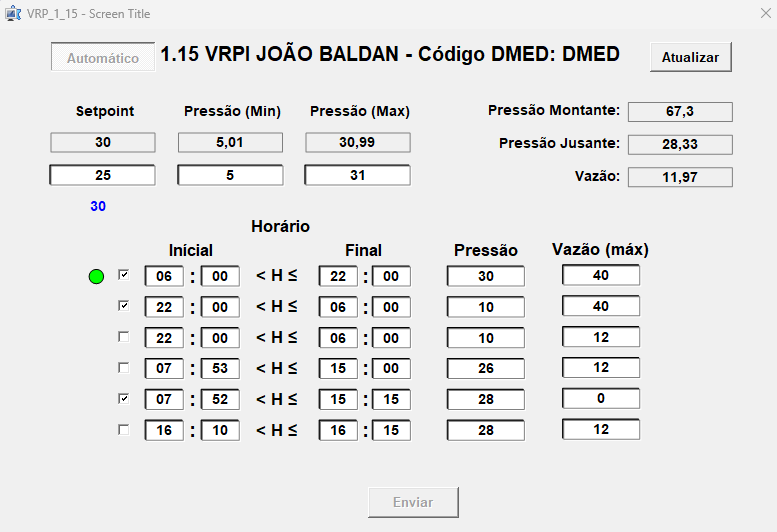 VRP_1_15 - Screen Title
Automático 1.15 VRPI JOÃO BALDAN - Código DMED: DMED Atualizar
Setpoint Pressão (Min) Pressão (Max) Pressão Montante: 67,3
30 5,01 30,99 Pressão Jusante: 28,33
25 5 31 Vazão: 11,97
30
Horário
Inícial Final Pressão Vazão (máx)
06 : 00 < H ≤ 22 : 00 30 40
22 : 00 < H ≤ 06 : 00 10 40
22 : 00 < H ≤ 06 : 00 10 12
07 : 53 < H ≤ 15 : 00 26 12
07 : 52 < H ≤ 15 : 15 28 0
16 : 10 < H ≤ 16 : 15 28 12
Enviar